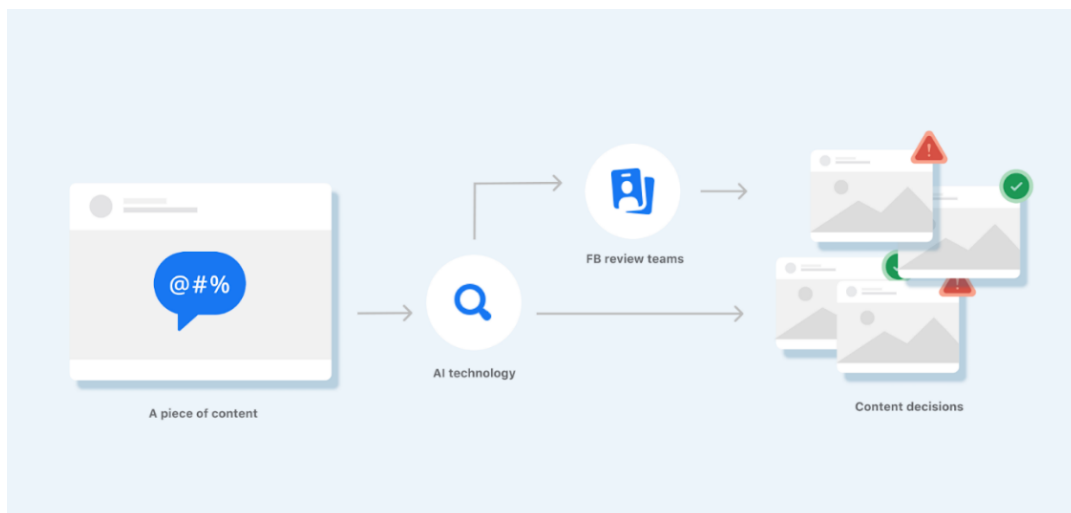 @#%
A piece of content
AI technology
FB review teams
!
!
Content decisions